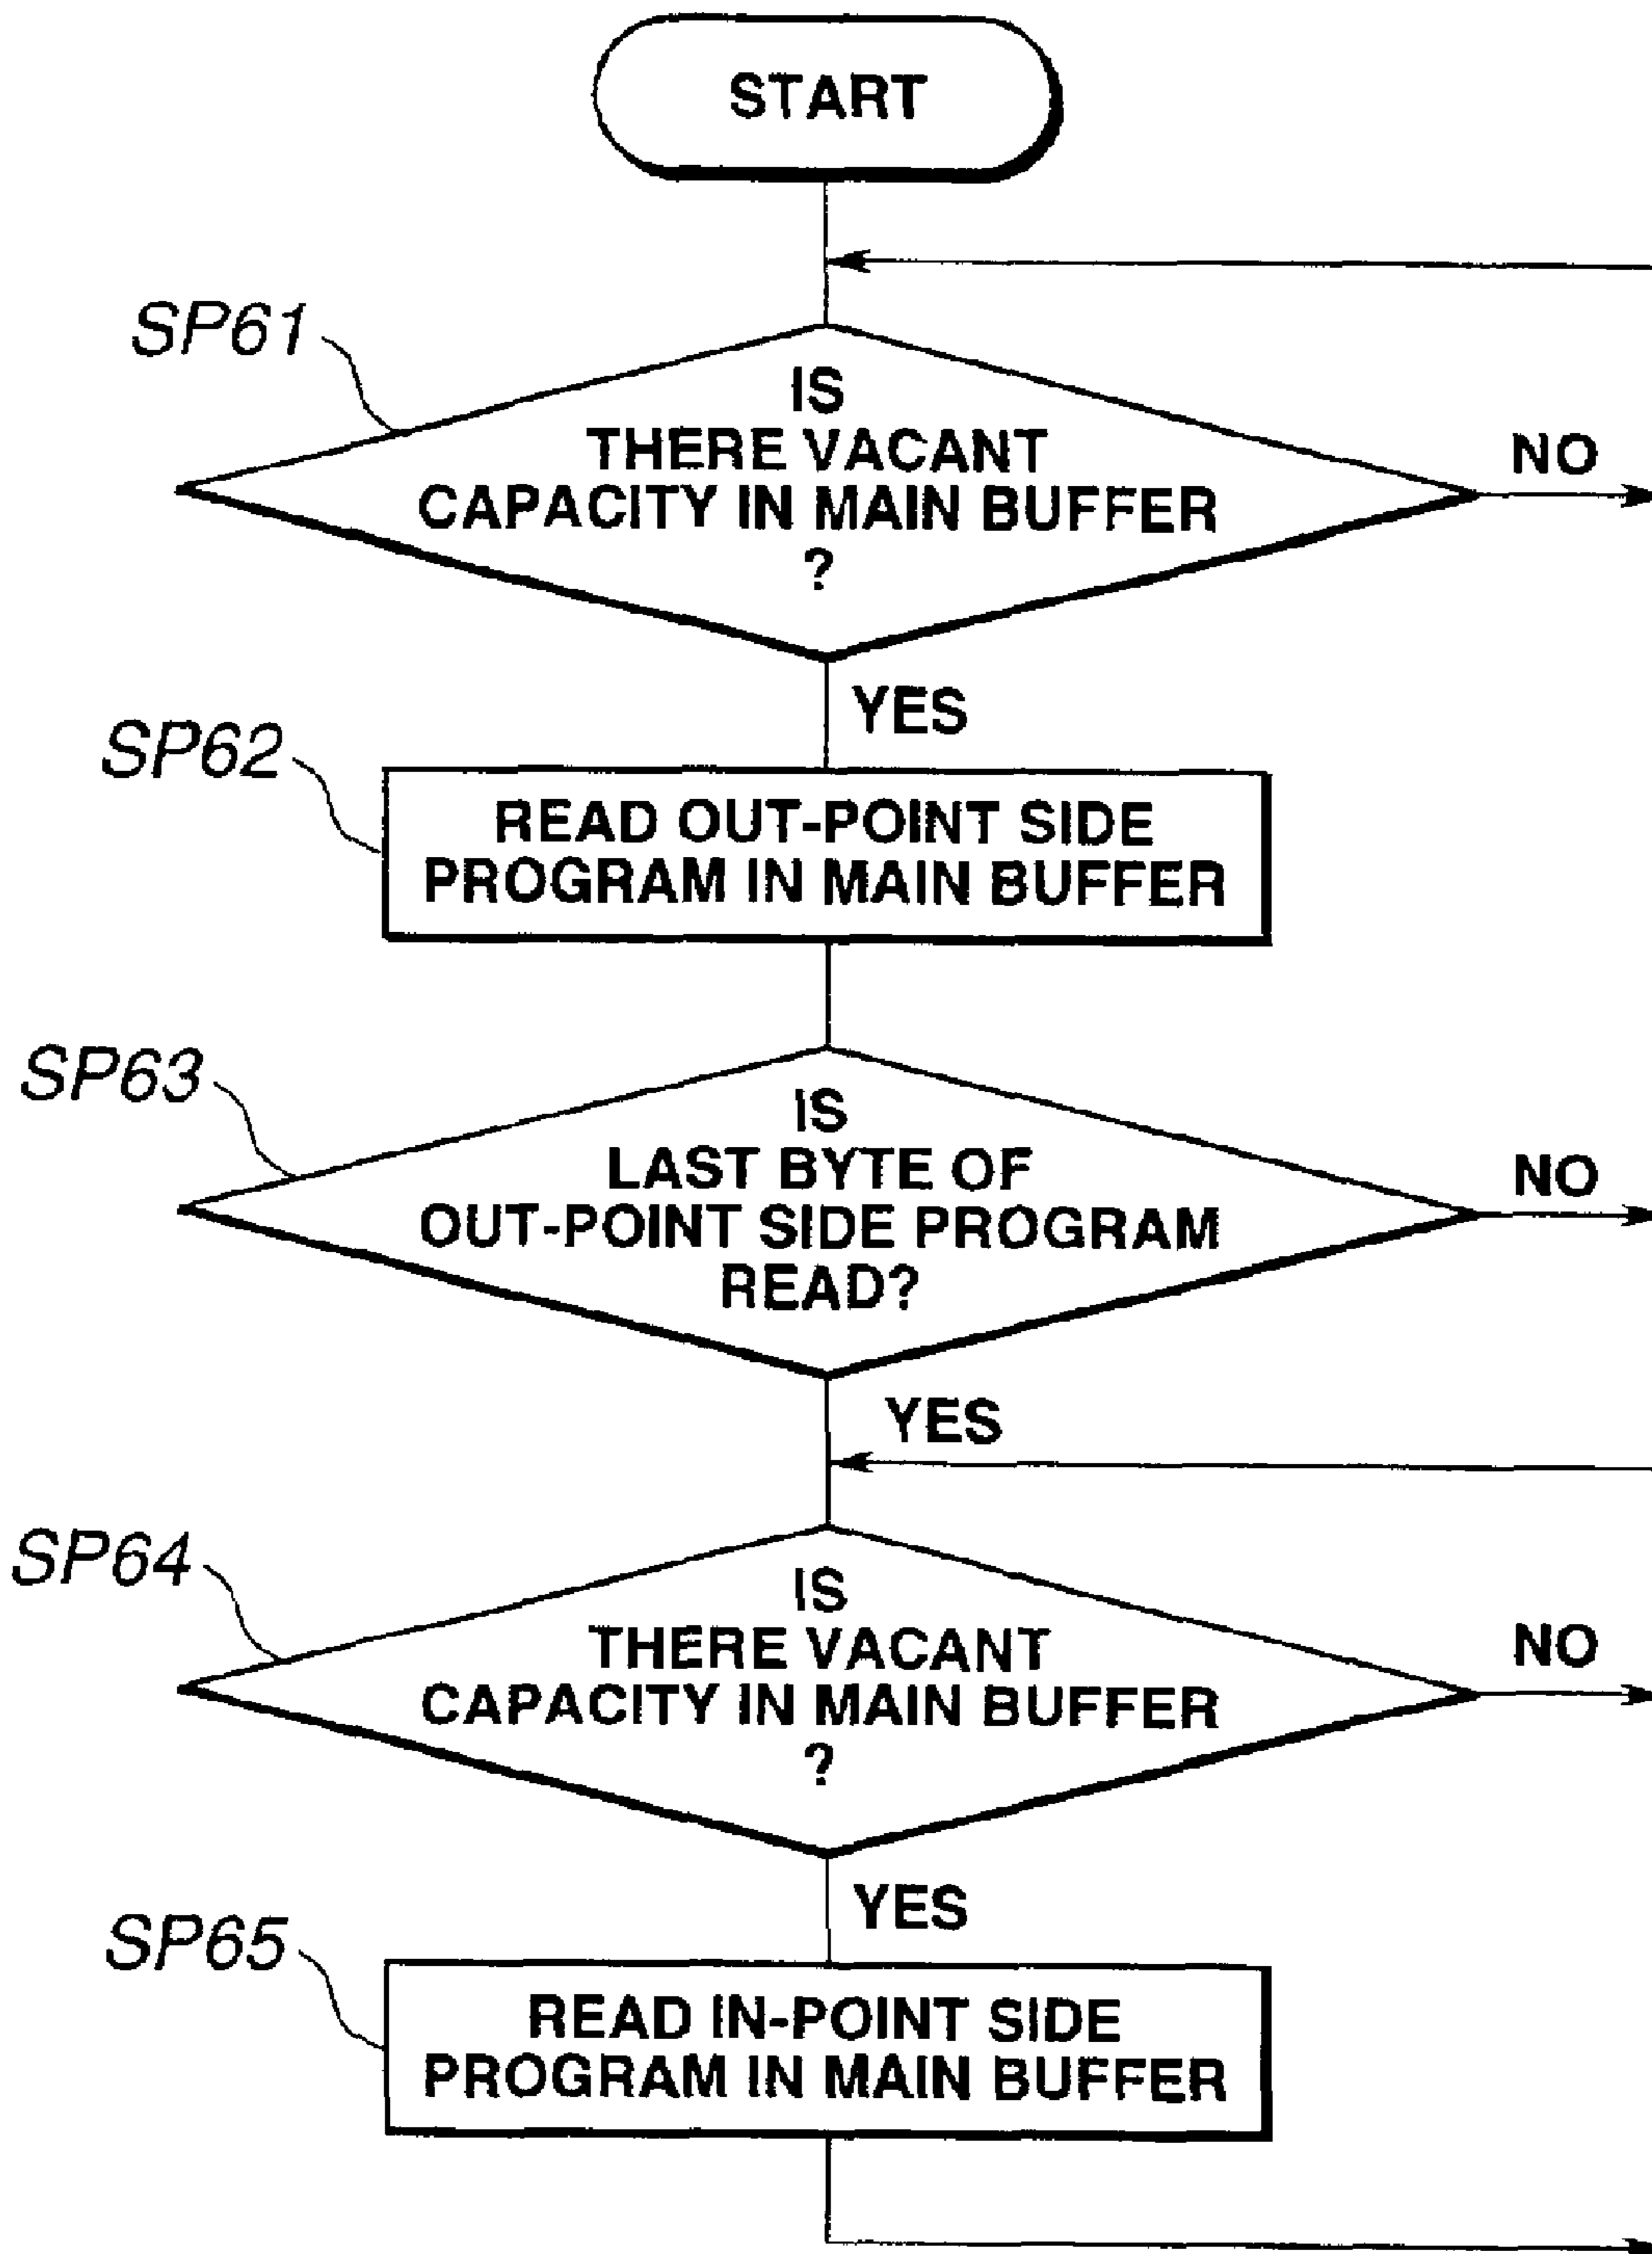 START
SP61
IS
THERE VACANT
CAPACITY IN MAIN BUFFER
?
NO
YES
SP62
READ OUT-POINT SIDE
PROGRAM IN MAIN BUFFER
SP63
IS
LAST BYTE OF
OUT-POINT SIDE PROGRAM
READ?
NO
YES
SP64
IS
THERE VACANT
CAPACITY IN MAIN BUFFER
?
NO
YES
SP65
READ IN-POINT SIDE
PROGRAM IN MAIN BUFFER